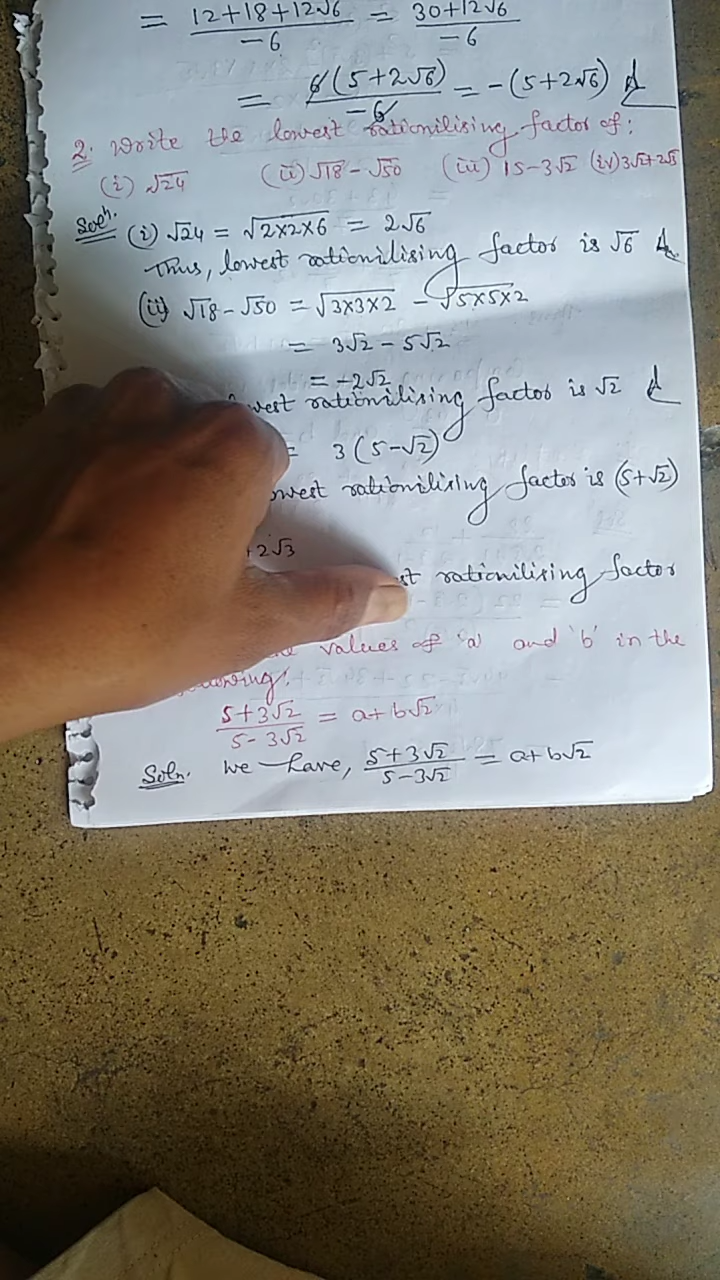 = 12+18+12√6 / -6 = 30+12√6 / -6
= 6(5+2√6) / -6 = -(5+2√6)
2. Write the lowest rationilising factor of:
(i) √24 (ii) √18 - √50 (iii) 15-3√2 (iv) 3√2+2√3
Soln. (i) √24 = √2×2×6 = 2√6
Thus, lowest rationilising factor is √6
(ii) √18 - √50 = √3×3×2 - √5×5×2
= 3√2 - 5√2
= -2√2
rationilising factor is √2
= 3(5-√2)
rationilising factor is (5+√2)
+2√3
rationilising factor
values of 'a' and 'b' in the
5+3√2 / 5-3√2 = a+b√2
Soln. We have, 5+3√2 / 5-3√2 = a+b√2